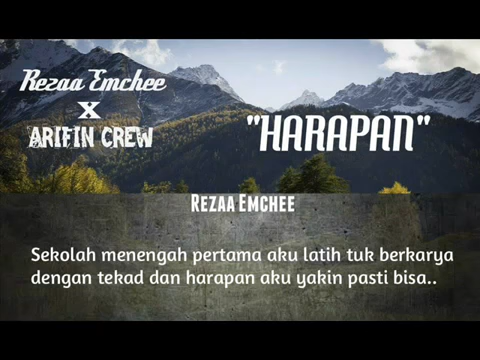 Rezaa Emchee
X
ARIFIN CREW
"HARAPAN"
REZAA EMCHEE
Sekolah menengah pertama aku latih tuk berkarya
dengan tekad dan harapan aku yakin pasti bisa..